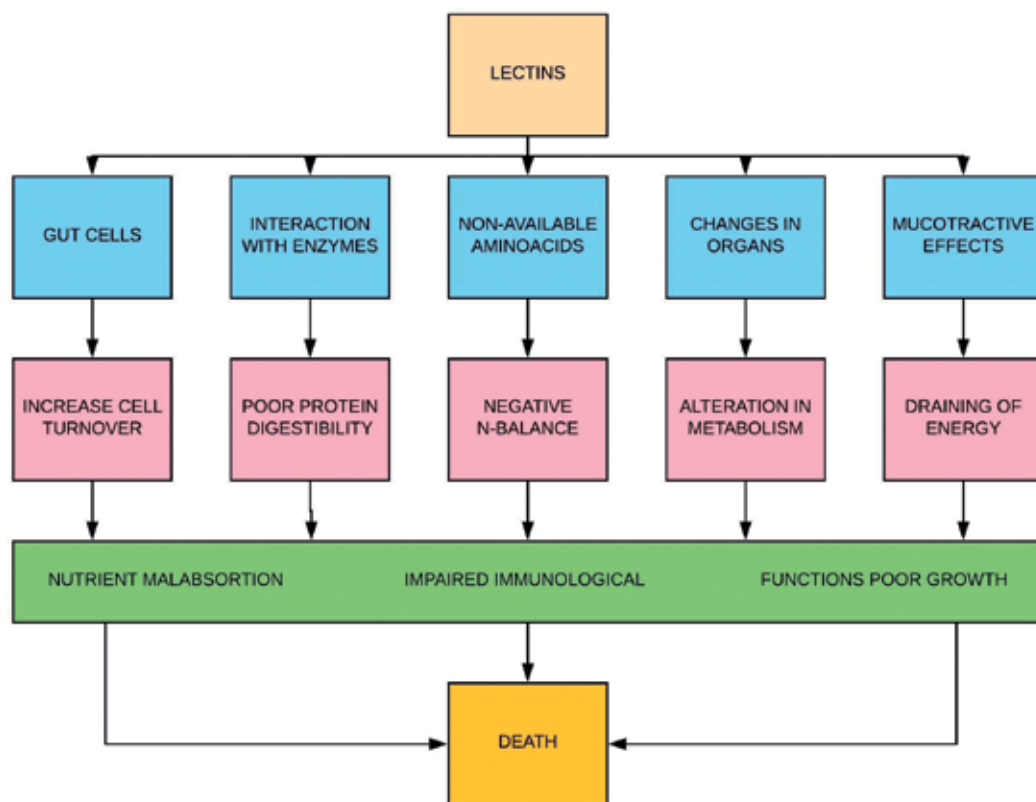 LECTINS
GUT CELLS
INTERACTION
WITH ENZYMES
NON-AVAILABLE
AMINOACIDS
CHANGES IN
ORGANS
MUCOTRACTIVE
EFFECTS
INCREASE CELL
TURNOVER
POOR PROTEIN
DIGESTIBILITY
NEGATIVE
N-BALANCE
ALTERATION IN
METABOLISM
DRAINING OF
ENERGY
NUTRIENT MALABSORTION
IMPAIRED IMMUNOLOGICAL
FUNCTIONS POOR GROWTH
DEATH